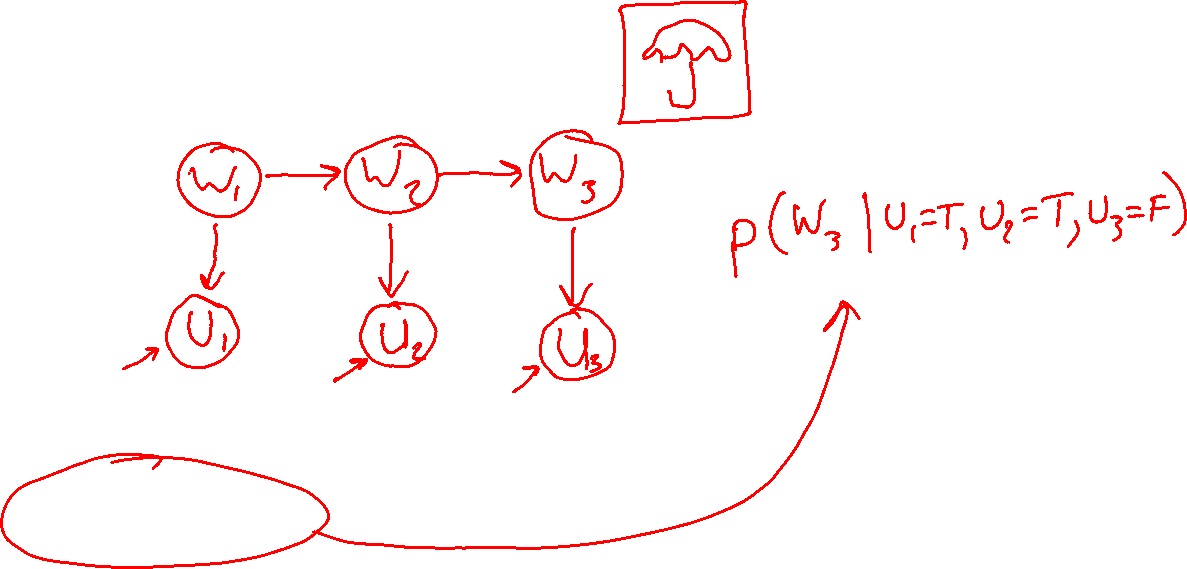 W₁ W₂ W₃
P(W₃ | U₁=T, U₂=T, U₃=F)
U₁ U₂ U₃